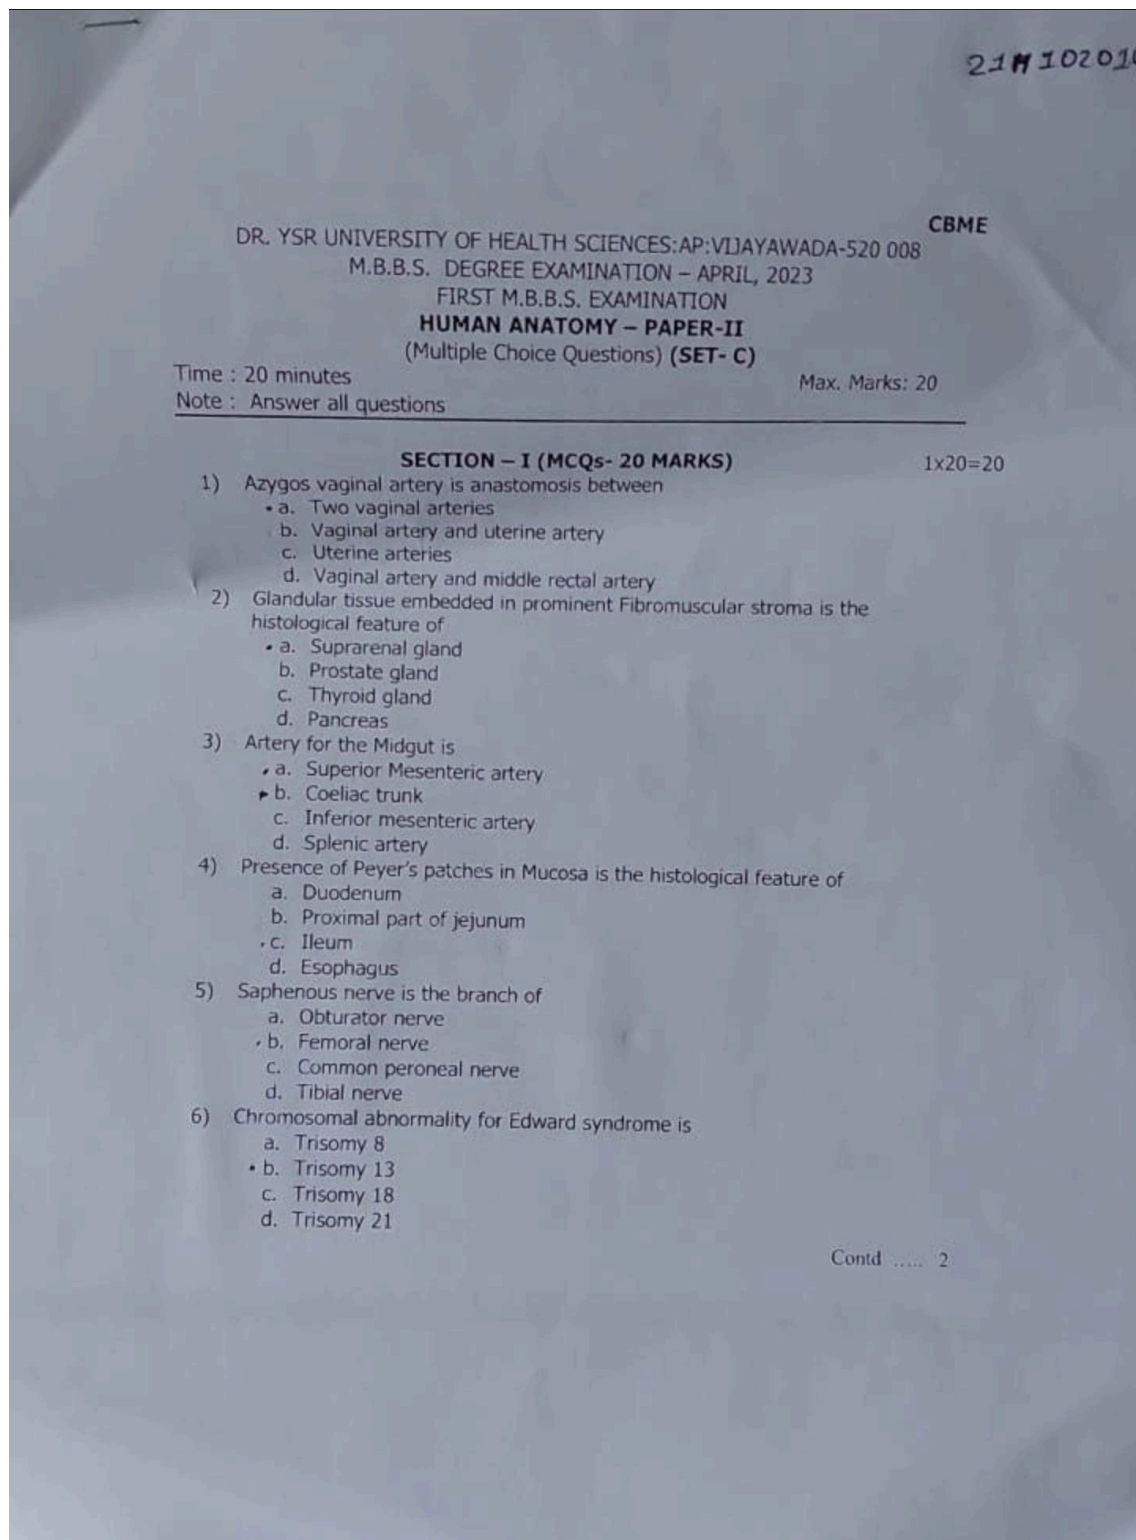 21M10201
CBME
DR. YSR UNIVERSITY OF HEALTH SCIENCES:AP:VIJAYAWADA-520 008
M.B.B.S. DEGREE EXAMINATION – APRIL, 2023
FIRST M.B.B.S. EXAMINATION
HUMAN ANATOMY – PAPER-II
(Multiple Choice Questions) (SET- C)
Time : 20 minutes Max. Marks: 20
Note : Answer all questions
SECTION – I (MCQs- 20 MARKS) 1x20=20
1) Azygos vaginal artery is anastomosis between
a. Two vaginal arteries
b. Vaginal artery and uterine artery
c. Uterine arteries
d. Vaginal artery and middle rectal artery
2) Glandular tissue embedded in prominent Fibromuscular stroma is the
histological feature of
a. Suprarenal gland
b. Prostate gland
c. Thyroid gland
d. Pancreas
3) Artery for the Midgut is
a. Superior Mesenteric artery
b. Coeliac trunk
c. Inferior mesenteric artery
d. Splenic artery
4) Presence of Peyer's patches in Mucosa is the histological feature of
a. Duodenum
b. Proximal part of jejunum
c. Ileum
d. Esophagus
5) Saphenous nerve is the branch of
a. Obturator nerve
b. Femoral nerve
c. Common peroneal nerve
d. Tibial nerve
6) Chromosomal abnormality for Edward syndrome is
a. Trisomy 8
b. Trisomy 13
c. Trisomy 18
d. Trisomy 21
Contd ..... 2